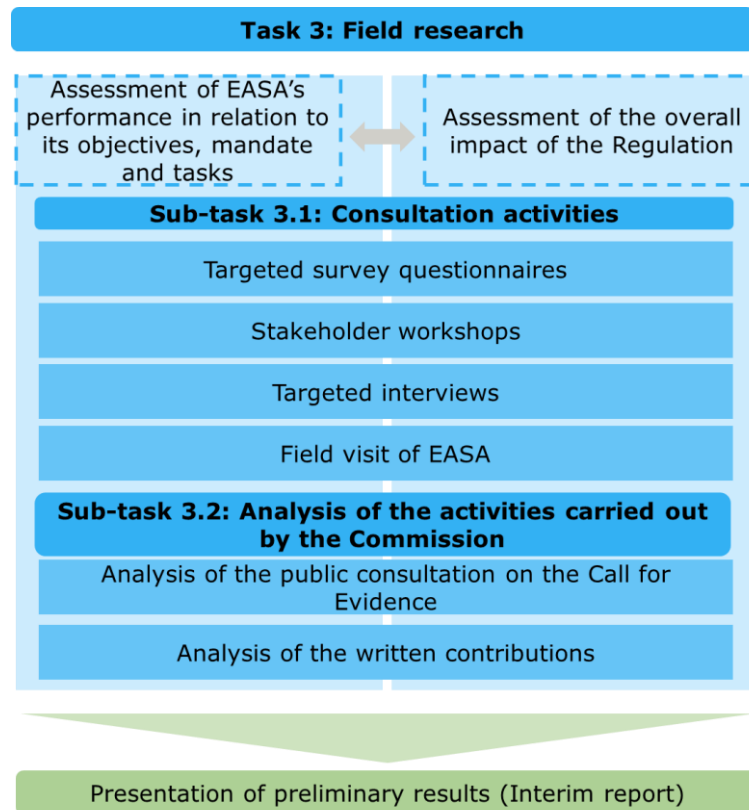 Task 3: Field research
Assessment of EASA’s
performance in relation to
its objectives, mandate
and tasks
Assessment of the overall
impact of the Regulation
Sub-task 3.1: Consultation activities
Targeted survey questionnaires
Stakeholder workshops
Targeted interviews
Field visit of EASA
Sub-task 3.2: Analysis of the activities carried out
by the Commission
Analysis of the public consultation on the Call for
Evidence
Analysis of the written contributions
Presentation of preliminary results (Interim report)